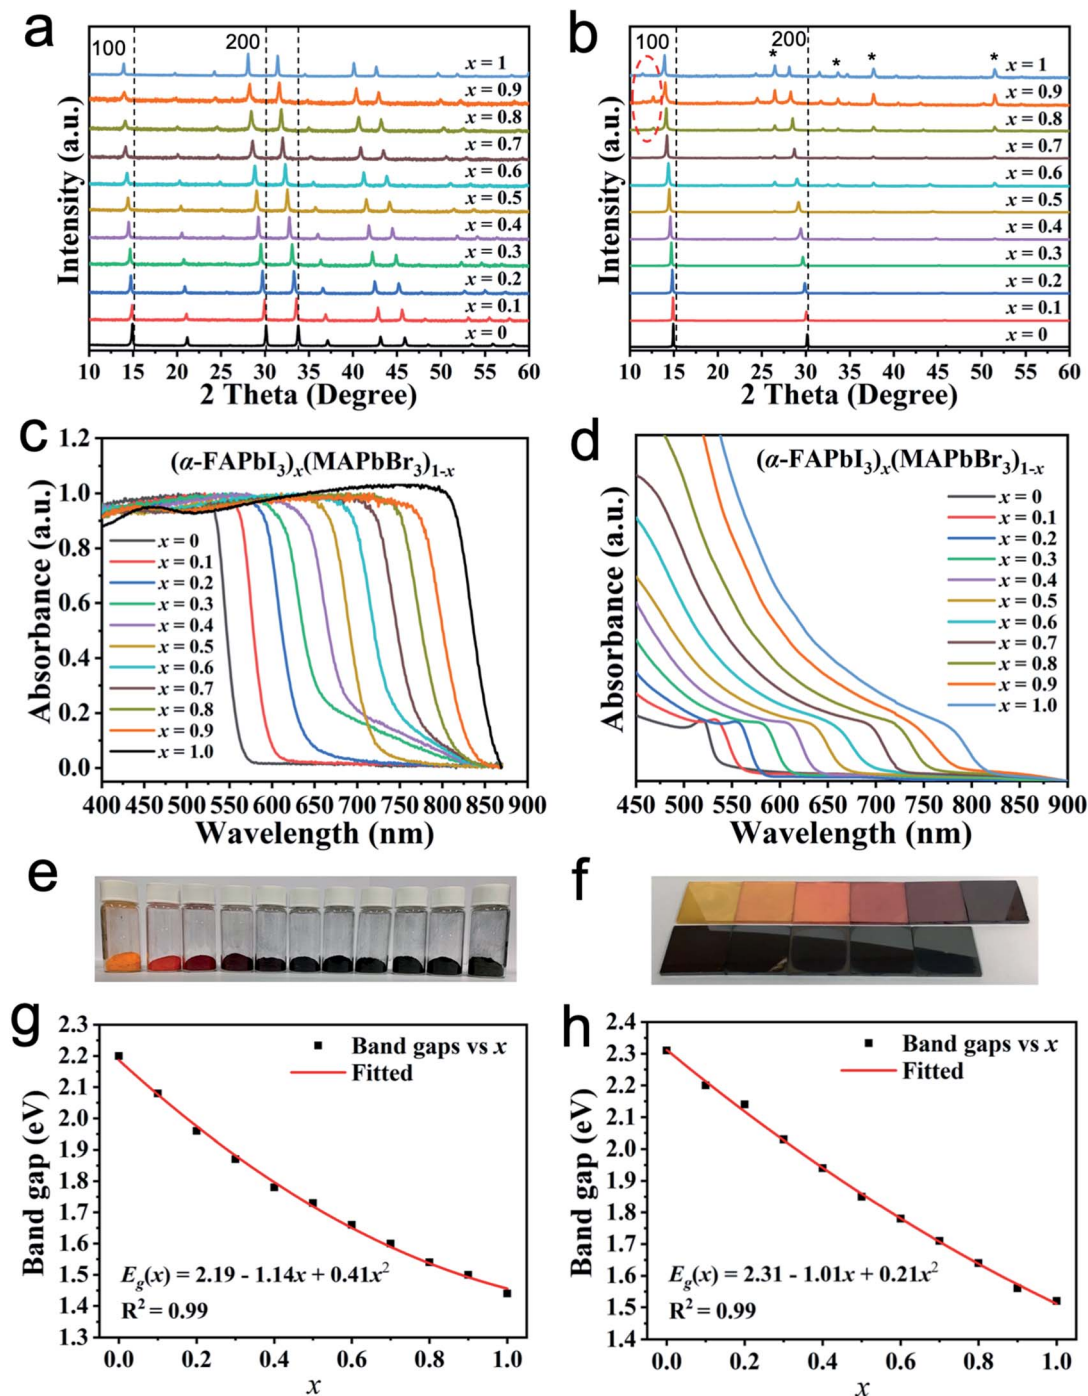 a
100
200
x = 1
x = 0.9
x = 0.8
x = 0.7
x = 0.6
x = 0.5
x = 0.4
x = 0.3
x = 0.2
x = 0.1
x = 0
Intensity (a.u.)
10 15 20 25 30 35 40 45 50 55 60
2 Theta (Degree)
b
100
200
* * * *
x = 1
x = 0.9
x = 0.8
x = 0.7
x = 0.6
x = 0.5
x = 0.4
x = 0.3
x = 0.2
x = 0.1
x = 0
Intensity (a.u.)
10 15 20 25 30 35 40 45 50 55 60
2 Theta (Degree)
c
(α-FAPbI₃)ₓ(MAPbBr₃)₁₋ₓ
1.2
1.0
0.8
0.6
0.4
0.2
0.0
Absorbance (a.u.)
x = 0
x = 0.1
x = 0.2
x = 0.3
x = 0.4
x = 0.5
x = 0.6
x = 0.7
x = 0.8
x = 0.9
x = 1.0
400 450 500 550 600 650 700 750 800 850 900
Wavelength (nm)
d
(α-FAPbI₃)ₓ(MAPbBr₃)₁₋ₓ
Absorbance (a.u.)
x = 0
x = 0.1
x = 0.2
x = 0.3
x = 0.4
x = 0.5
x = 0.6
x = 0.7
x = 0.8
x = 0.9
x = 1.0
450 500 550 600 650 700 750 800 850 900
Wavelength (nm)
e
f
g
2.3
2.2
2.1
2.0
1.9
1.8
1.7
1.6
1.5
1.4
1.3
Band gap (eV)
Band gaps vs x
Fitted
E_g(x) = 2.19 - 1.14x + 0.41x²
R² = 0.99
0.0 0.2 0.4 0.6 0.8 1.0
x
h
2.4
2.3
2.2
2.1
2.0
1.9
1.8
1.7
1.6
1.5
1.4
Band gap (eV)
Band gaps vs x
Fitted
E_g(x) = 2.31 - 1.01x + 0.21x²
R² = 0.99
0.0 0.2 0.4 0.6 0.8 1.0
x